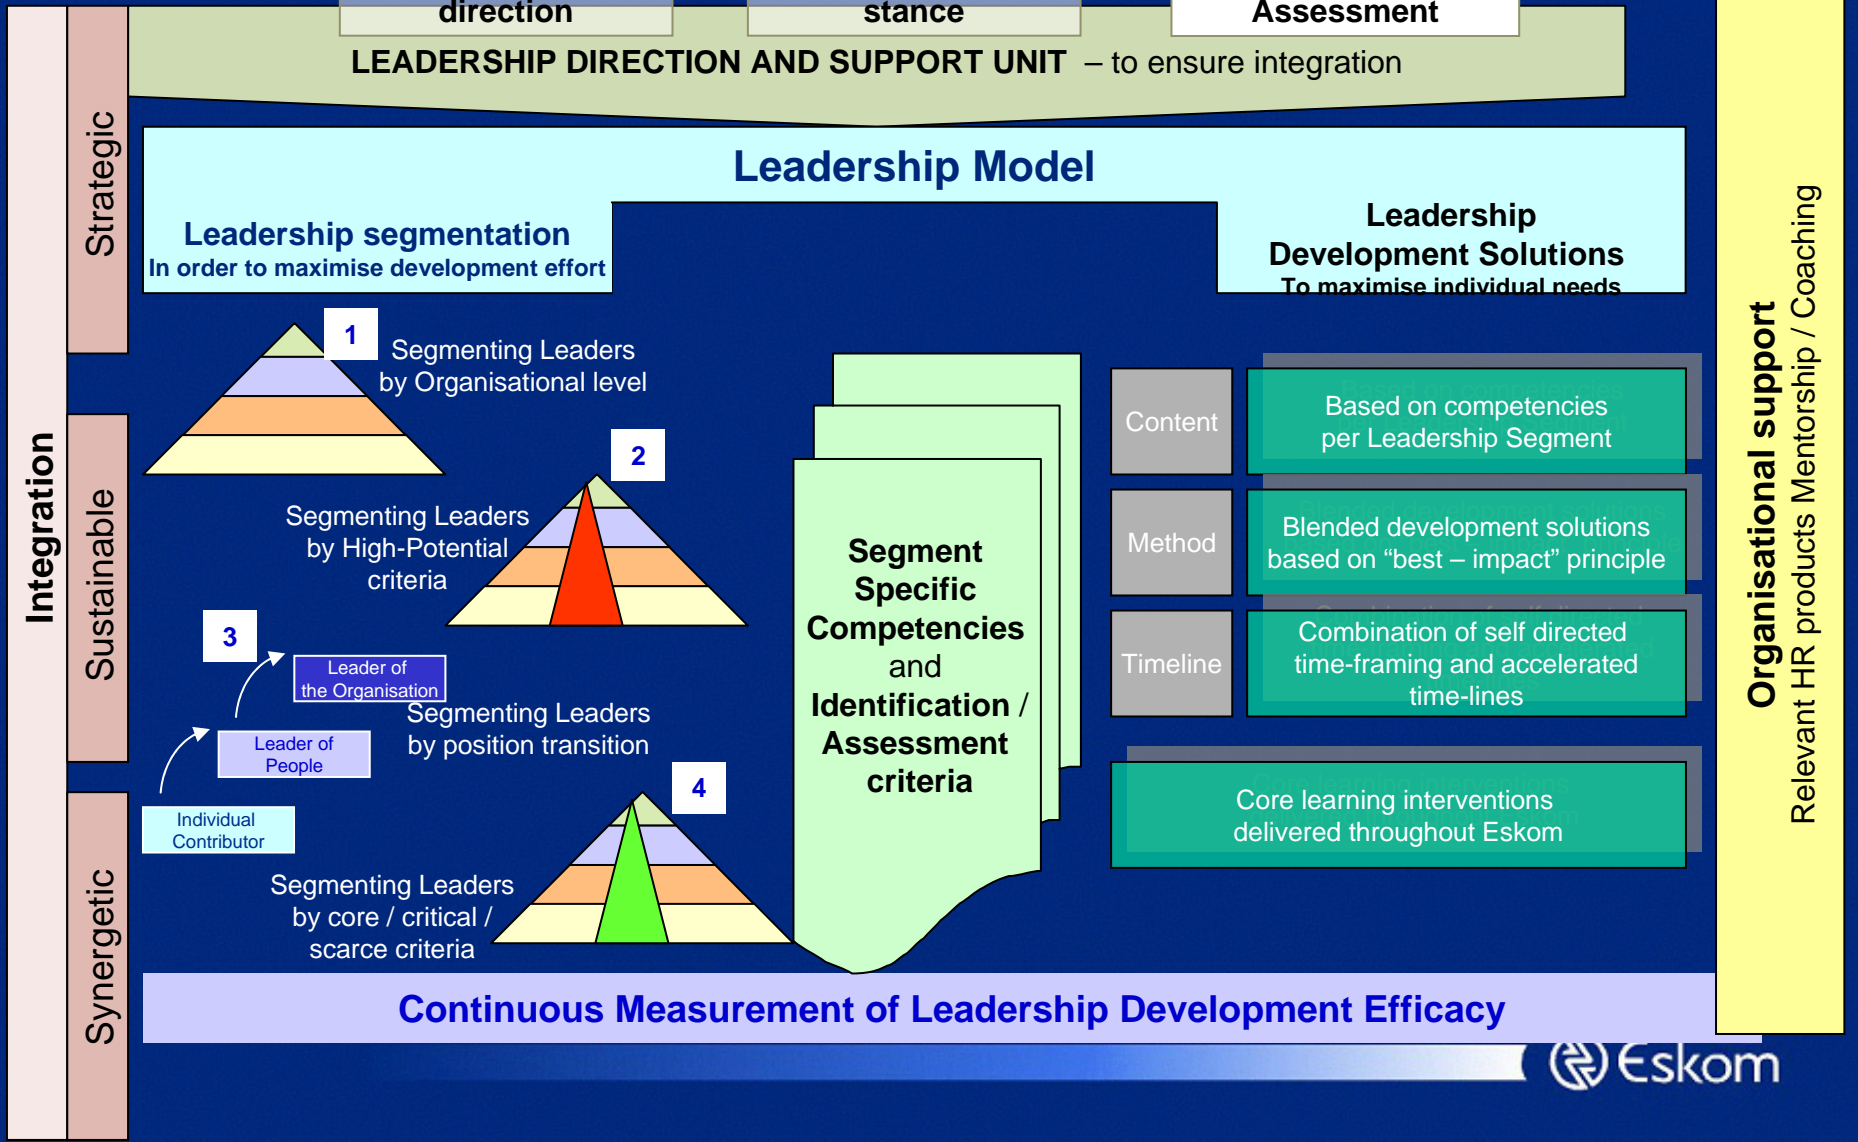 direction
stance
Assessment
LEADERSHIP DIRECTION AND SUPPORT UNIT – to ensure integration
Integration
Strategic
Sustainable
Synergetic
Leadership Model
Leadership segmentation
In order to maximise development effort
Leadership
Development Solutions
To maximise individual needs
1
Segmenting Leaders
by Organisational level
2
Segmenting Leaders
by High-Potential
criteria
3
Leader of
the Organisation
Leader of
People
Individual
Contributor
Segmenting Leaders
by position transition
4
Segmenting Leaders
by core / critical /
scarce criteria
Segment
Specific
Competencies
and
Identification /
Assessment
criteria
Content
Based on competencies
per Leadership Segment
Method
Blended development solutions
based on “best – impact” principle
Timeline
Combination of self directed
time-framing and accelerated
time-lines
Core learning interventions
delivered throughout Eskom
Organisational support
Relevant HR products Mentorship / Coaching
Continuous Measurement of Leadership Development Efficacy
Eskom